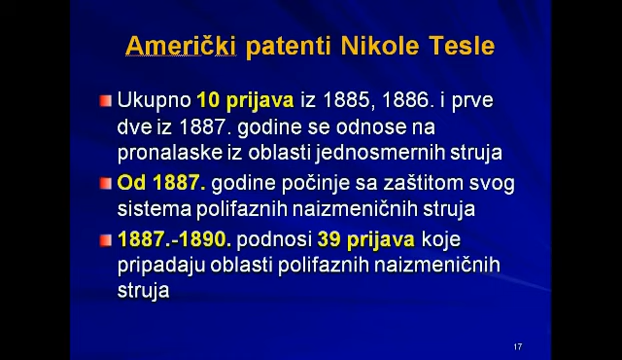 Amerićki patenti Nikole Tesle
Ukupno 10 prijava iz 1885, 1886. i prve
dve iz 1887. godine se odnose na
pronalaske iz oblasti jednosmernih struja
Od 1887. godine počinje sa zaštitom svog
sistema polifaznih naizmeničnih struja
1887.-1890. podnosi 39 prijava koje
pripadaju oblasti polifaznih naizmeničnih
struja
17